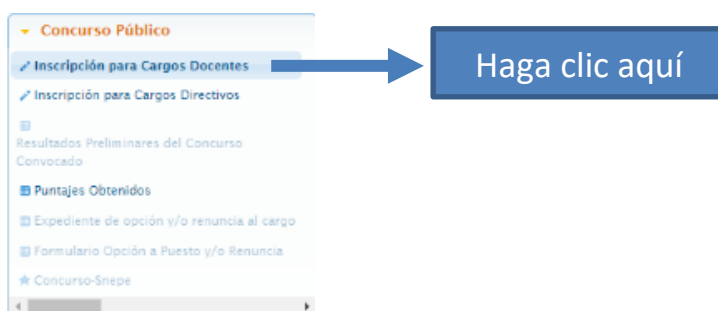 Concurso Público
Inscripción para Cargos Docentes
Haga clic aquí
Inscripción para Cargos Directivos
Resultados Preliminares del Concurso
Convocado
Puntajes Obtenidos
Expediente de opción y/o renuncia al cargo
Formulario Opción a Puesto y/o Renuncia
Concurso-Snepe